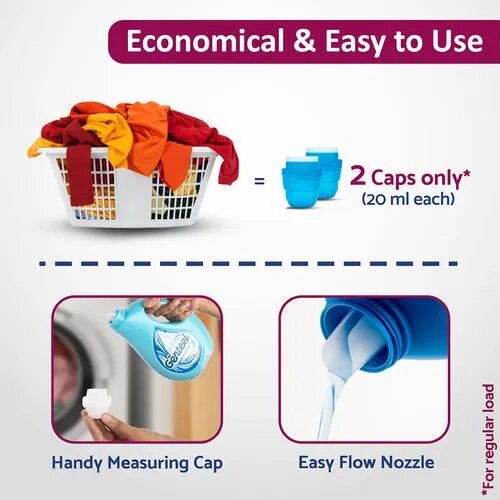 Economical & Easy to Use
= 2 Caps only*
(20 ml each)
Genteel
Handy Measuring Cap
Easy Flow Nozzle
*For regular load